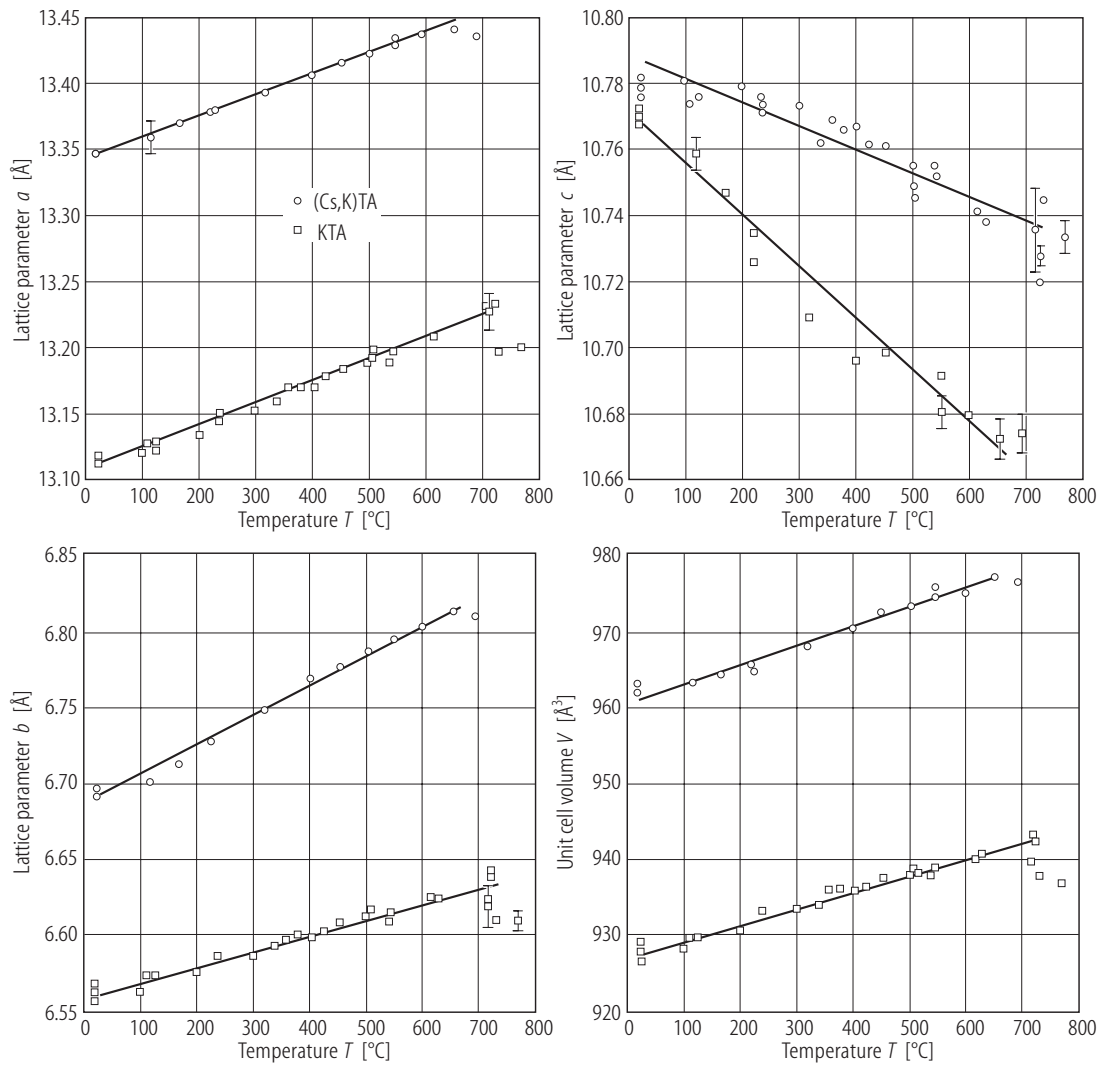 13.45
13.40
13.35
13.30
13.25
13.20
13.15
13.10
Lattice parameter a [Å]
(Cs,K)TA
KTA
0 100 200 300 400 500 600 700 800
Temperature T [°C]
10.80
10.78
10.76
10.74
10.72
10.70
10.68
10.66
Lattice parameter c [Å]
0 100 200 300 400 500 600 700 800
Temperature T [°C]
6.85
6.80
6.75
6.70
6.65
6.60
6.55
Lattice parameter b [Å]
0 100 200 300 400 500 600 700 800
Temperature T [°C]
980
970
960
950
940
930
920
Unit cell volume V [Å³]
0 100 200 300 400 500 600 700 800
Temperature T [°C]